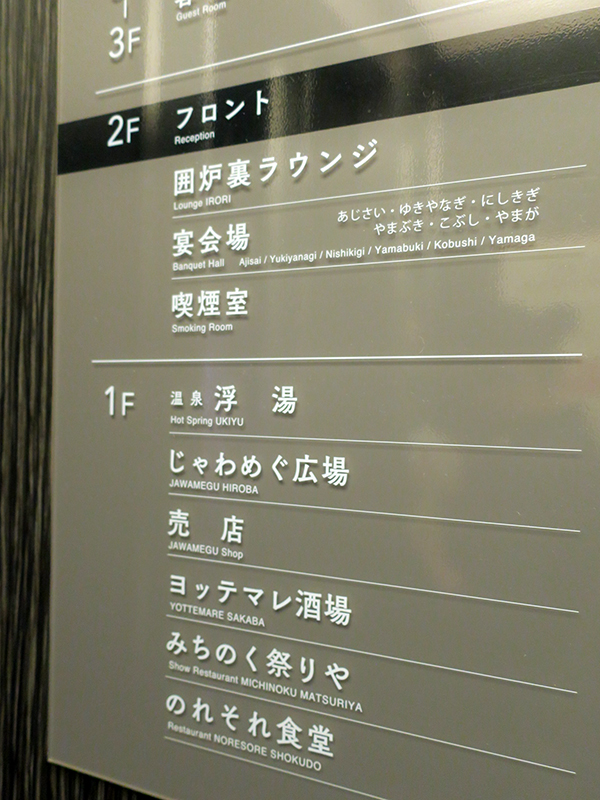 Guest Room
3F
2F
フロント
Reception
囲炉裏ラウンジ
Lounge IRORI
宴会場
あじさい・ゆきやなぎ・にしきぎ
やまぶき・こぶし・やまが
Banquet Hall Ajisai / Yukiyanagi / Nishikigi / Yamabuki / Kobushi / Yamaga
喫煙室
Smoking Room
1F
温泉 浮 湯
Hot Spring UKIYU
じゃわめぐ広場
JAWAMEGU HIROBA
売 店
JAWAMEGU Shop
ヨッテマレ酒場
YOTTEMARE SAKABA
みちのく祭りや
Show Restaurant MICHINOKU MATSURIYA
のれそれ食堂
Restaurant NORESORE SHOKUDO